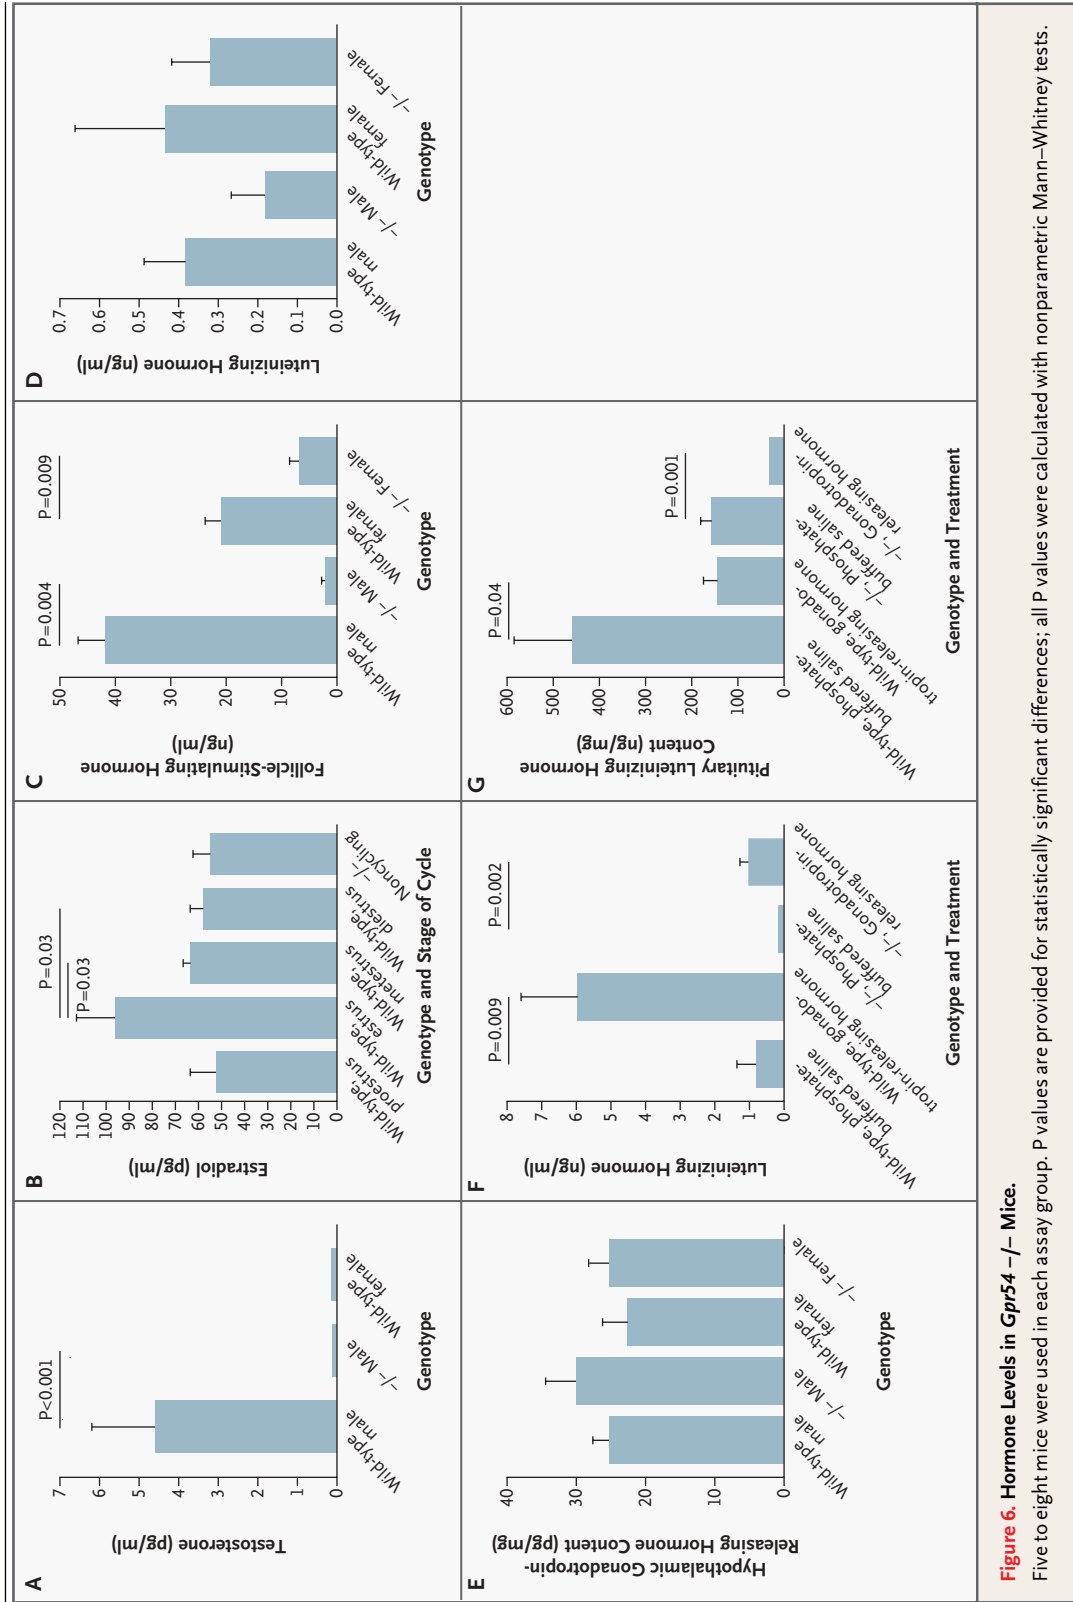 A
Testosterone (pg/ml)
7
6
5
4
3
2
1
0
P<0.001
Wild-type
male
–/– Male
Wild-type
female
Genotype
B
Estradiol (pg/ml)
120
110
100
90
80
70
60
50
40
30
20
10
0
P=0.03
P=0.03
Wild-type,
proestrus
Wild-type,
estrus
Wild-type,
metestrus
Wild-type,
diestrus
–/–
Noncycling
Genotype and Stage of Cycle
C
Follicle-Stimulating Hormone
(ng/ml)
50
40
30
20
10
0
P=0.004
P=0.009
Wild-type
male
–/– Male
Wild-type
female
–/– Female
Genotype
D
Luteinizing Hormone (ng/ml)
0.7
0.6
0.5
0.4
0.3
0.2
0.1
0.0
Wild-type
male
–/– Male
Wild-type
female
–/– Female
Genotype
E
Hypothalamic Gonadotropin-
Releasing Hormone Content (pg/mg)
40
30
20
10
0
Wild-type
male
–/– Male
Wild-type
female
–/– Female
Genotype
F
Luteinizing Hormone (ng/ml)
8
7
6
5
4
3
2
1
0
P=0.009
P=0.002
Wild-type, phosphate-
buffered saline
Wild-type, gonado-
tropin-releasing hormone
–/–, Phosphate-
buffered saline
–/–, Gonadotropin-
releasing hormone
Genotype and Treatment
G
Pituitary Luteinizing Hormone
Content (ng/mg)
600
500
400
300
200
100
0
P=0.04
P=0.001
Wild-type, phosphate-
buffered saline
Wild-type, gonado-
tropin-releasing hormone
–/–, Phosphate-
buffered saline
–/–, Gonadotropin-
releasing hormone
Genotype and Treatment
Figure 6. Hormone Levels in Gpr54 –/– Mice.
Five to eight mice were used in each assay group. P values are provided for statistically significant differences; all P values were calculated with nonparametric Mann–Whitney tests.